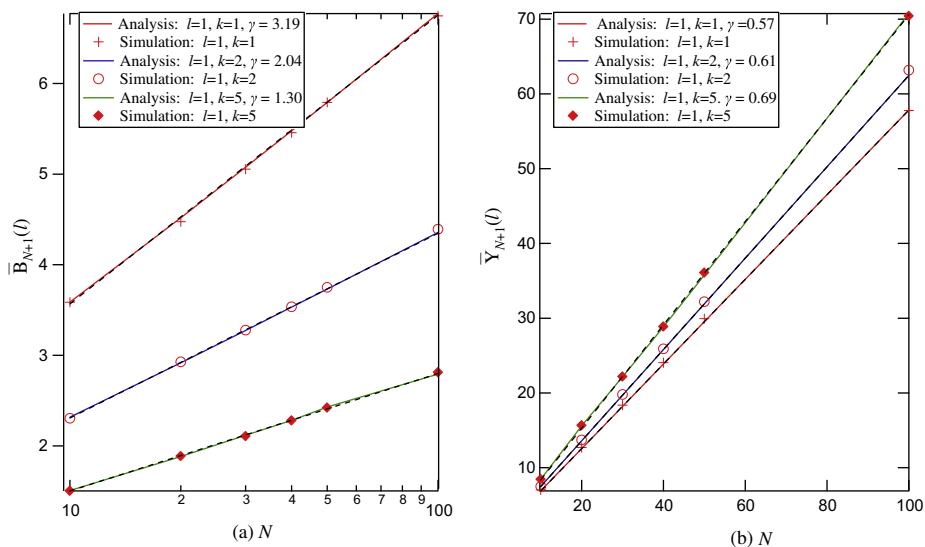 Analysis: l=1, k=1, γ = 3.19
Simulation: l=1, k=1
Analysis: l=1, k=2, γ = 2.04
Simulation: l=1, k=2
Analysis: l=1, k=5, γ = 1.30
Simulation: l=1, k=5
6
5
4
3
2
B̅N+1(l)
10
2
3
4
5
6
7
8
9
100
(a) N
Analysis: l=1, k=1, γ =0.57
Simulation: l=1, k=1
Analysis: l=1, k=2, γ =0.61
Simulation: l=1, k=2
Analysis: l=1, k=5. γ =0.69
Simulation: l=1, k=5
70
60
50
40
30
20
10
Y̅N+1(l)
20
40
60
80
100
(b) N